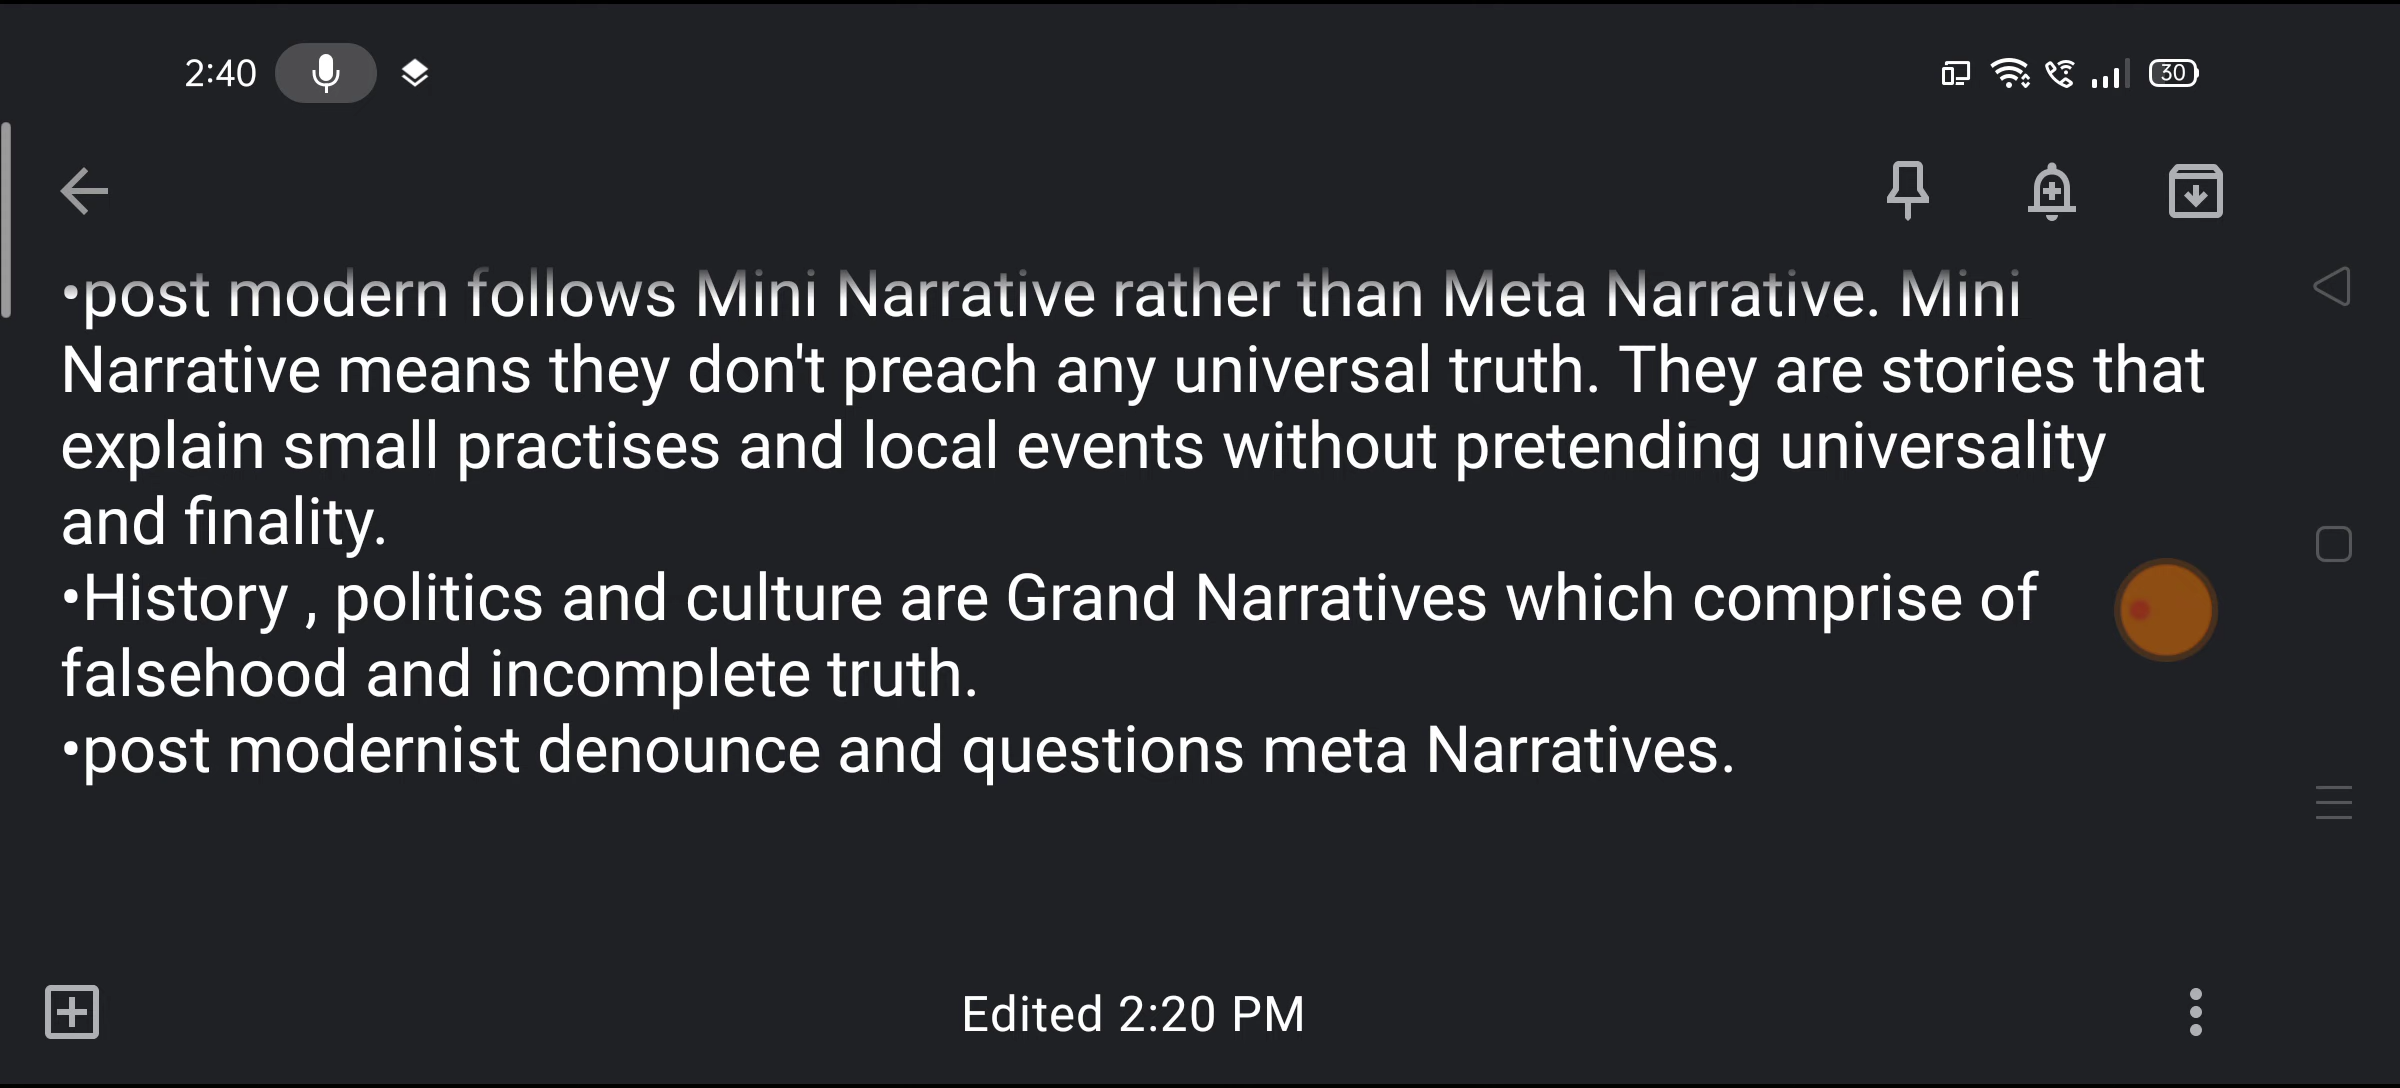 2:40
30
•post modern follows Mini Narrative rather than Meta Narrative. Mini
Narrative means they don't preach any universal truth. They are stories that
explain small practises and local events without pretending universality
and finality.
•History , politics and culture are Grand Narratives which comprise of
falsehood and incomplete truth.
•post modernist denounce and questions meta Narratives.
Edited 2:20 PM